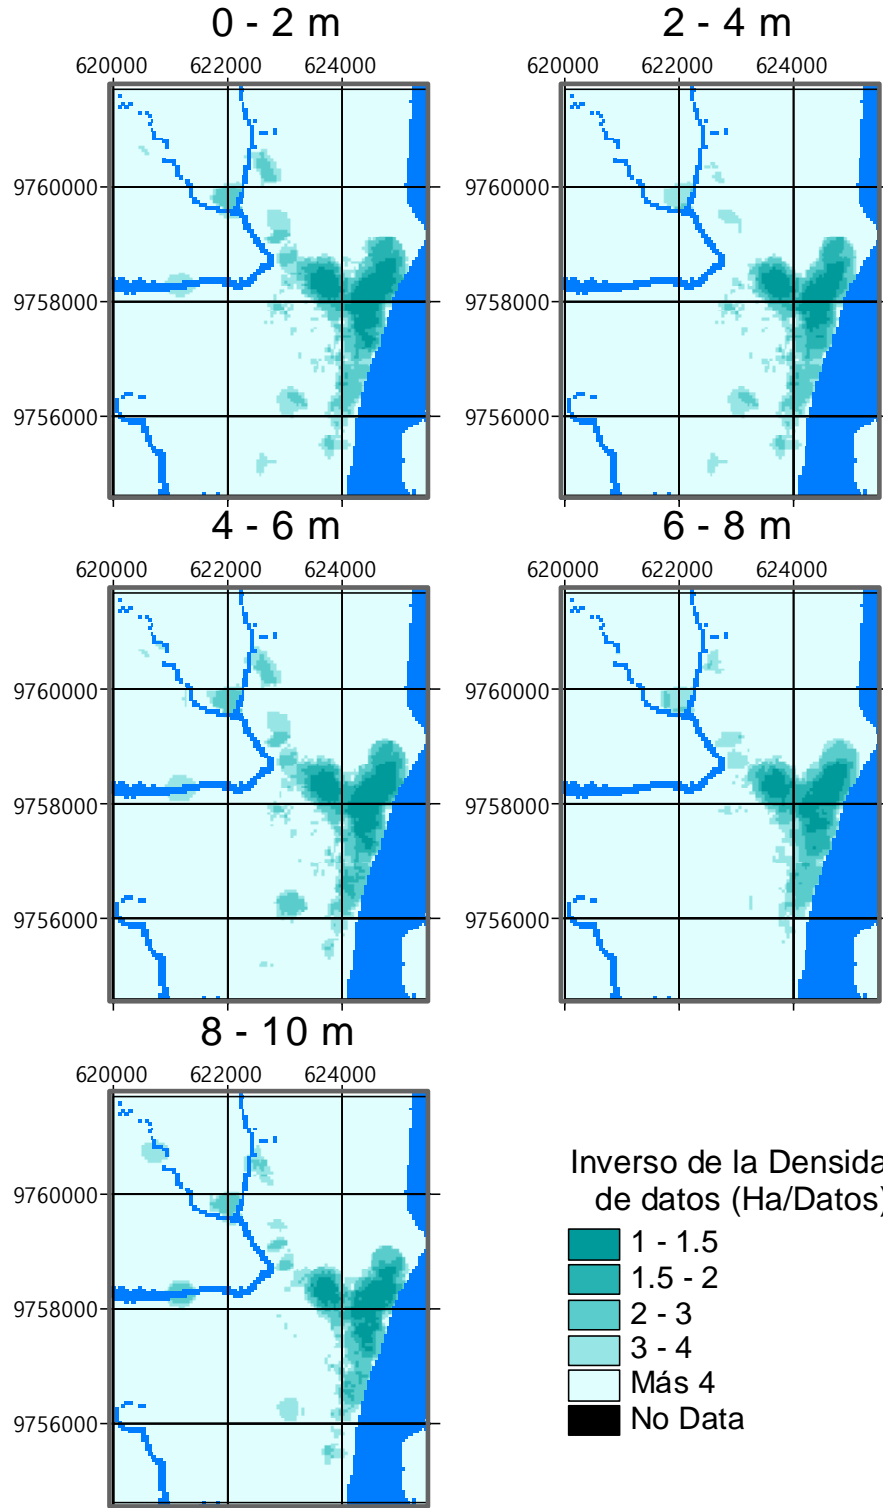 0 - 2 m
2 - 4 m
620000 622000 624000
620000 622000 624000
9760000
9760000
9758000
9758000
9756000
9756000
4 - 6 m
6 - 8 m
620000 622000 624000
620000 622000 624000
9760000
9760000
9758000
9758000
9756000
9756000
8 - 10 m
620000 622000 624000
9760000
9758000
9756000
Inverso de la Densida
de datos (Ha/Datos)
1 - 1.5
1.5 - 2
2 - 3
3 - 4
Más 4
No Data